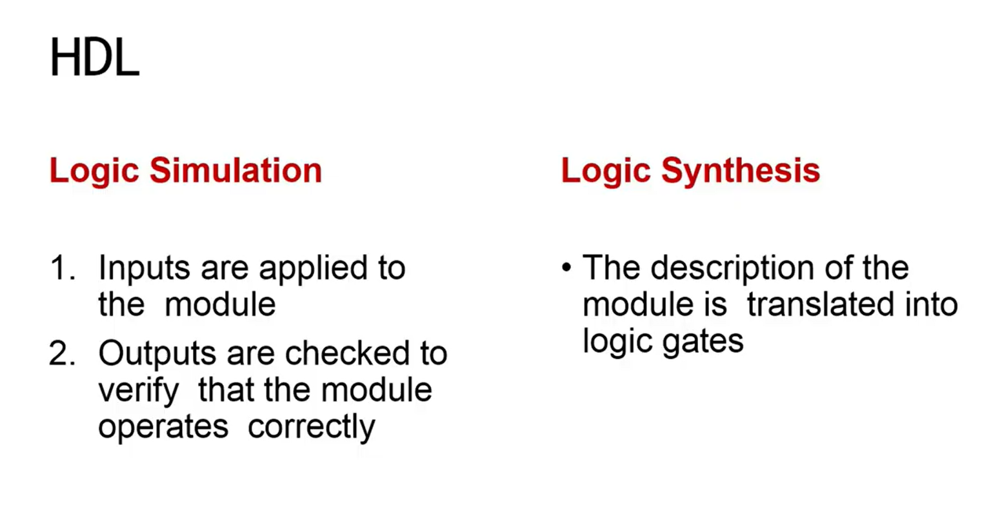 HDL
Logic Simulation
1. Inputs are applied to
the  module
2. Outputs are checked to
verify  that the module
operates  correctly
Logic Synthesis
• The description of the
module is  translated into
logic gates